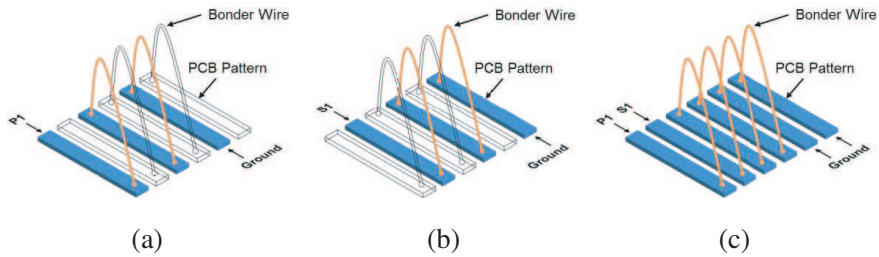 Bonder Wire
PCB Pattern
P1
Ground
(a)
Bonder Wire
PCB Pattern
S1
Ground
(b)
Bonder Wire
PCB Pattern
S1
P1
Ground
(c)